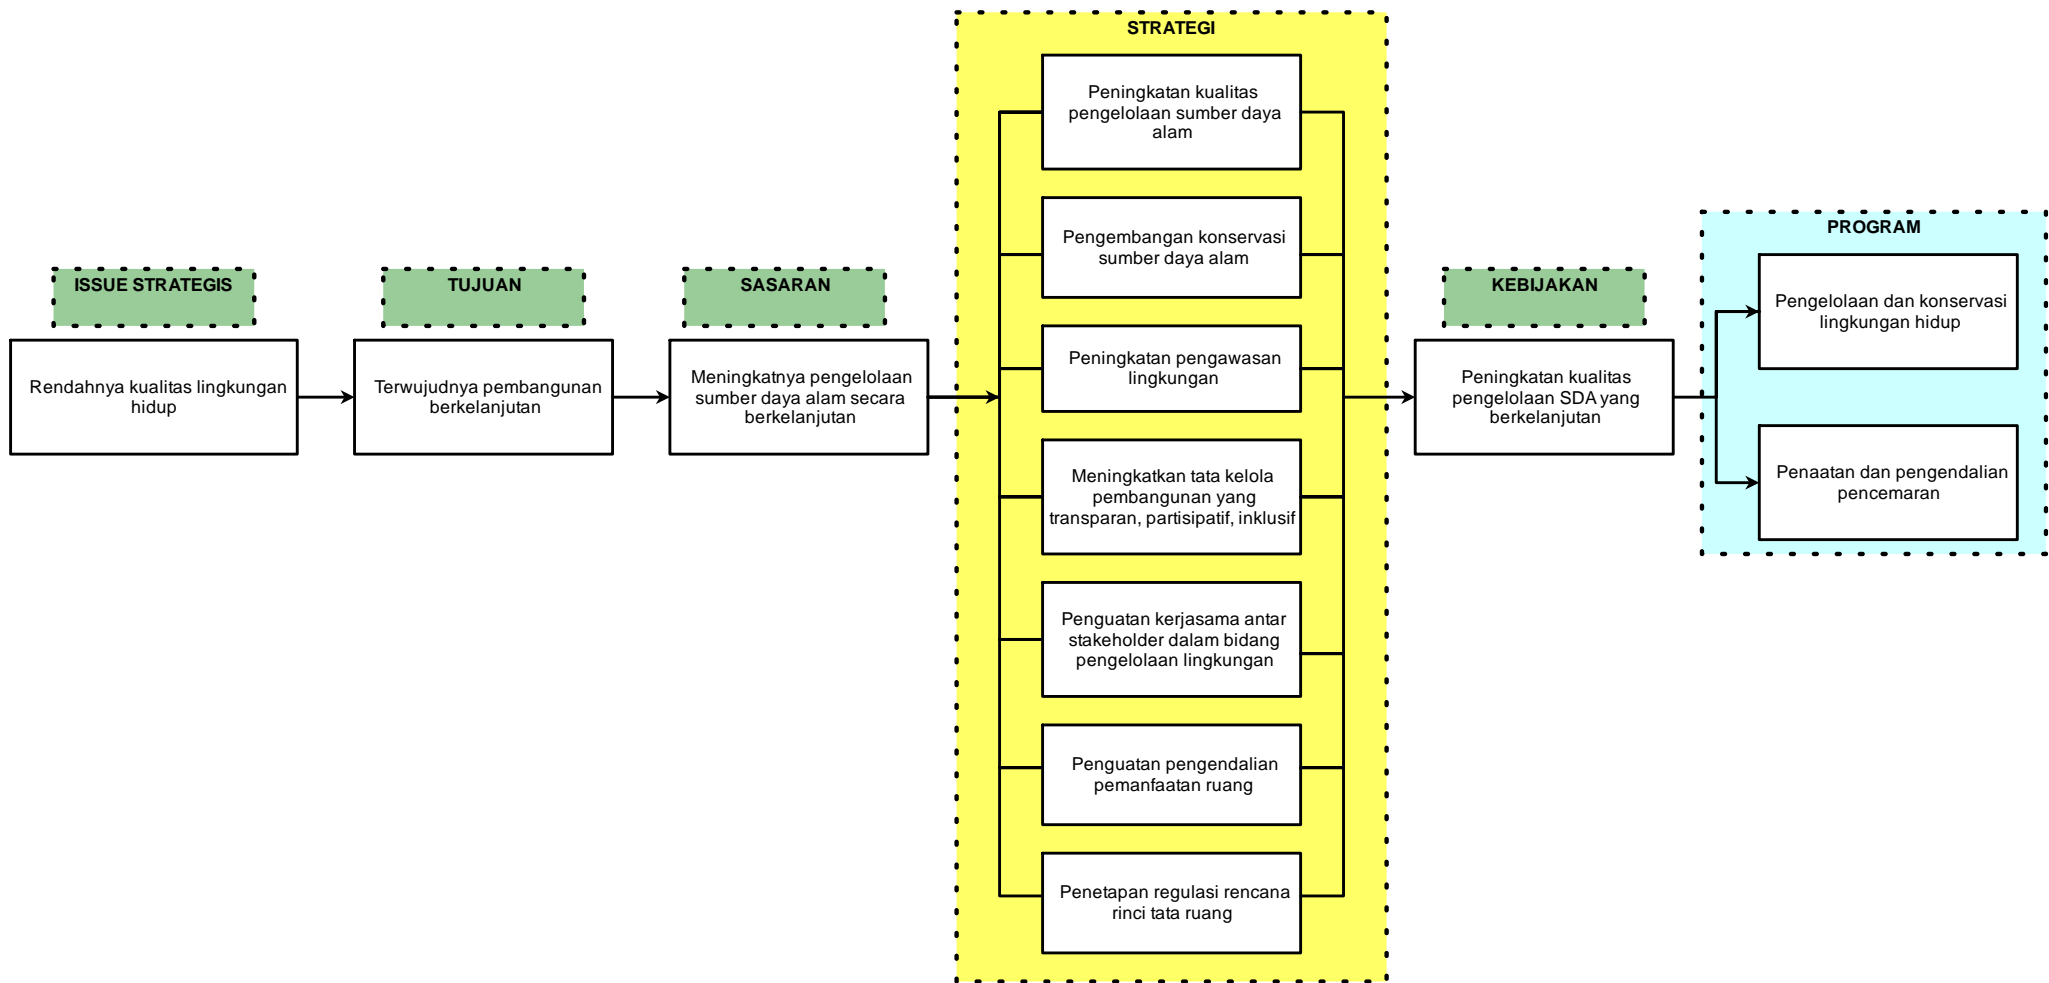 ISSUE STRATEGIS
Rendahnya kualitas lingkungan
hidup
TUJUAN
Terwujudnya pembangunan
berkelanjutan
SASARAN
Meningkatnya pengelolaan
sumber daya alam secara
berkelanjutan
STRATEGI
Peningkatan kualitas
pengelolaan sumber daya
alam
Pengembangan konservasi
sumber daya alam
Peningkatan pengawasan
lingkungan
Meningkatkan tata kelola
pembangunan yang
transparan, partisipatif, inklusif
Penguatan kerjasama antar
stakeholder dalam bidang
pengelolaan lingkungan
Penguatan pengendalian
pemanfaatan ruang
Penetapan regulasi rencana
rinci tata ruang
KEBIJAKAN
Peningkatan kualitas
pengelolaan SDA yang
berkelanjutan
PROGRAM
Pengelolaan dan konservasi
lingkungan hidup
Penaatan dan pengendalian
pencemaran